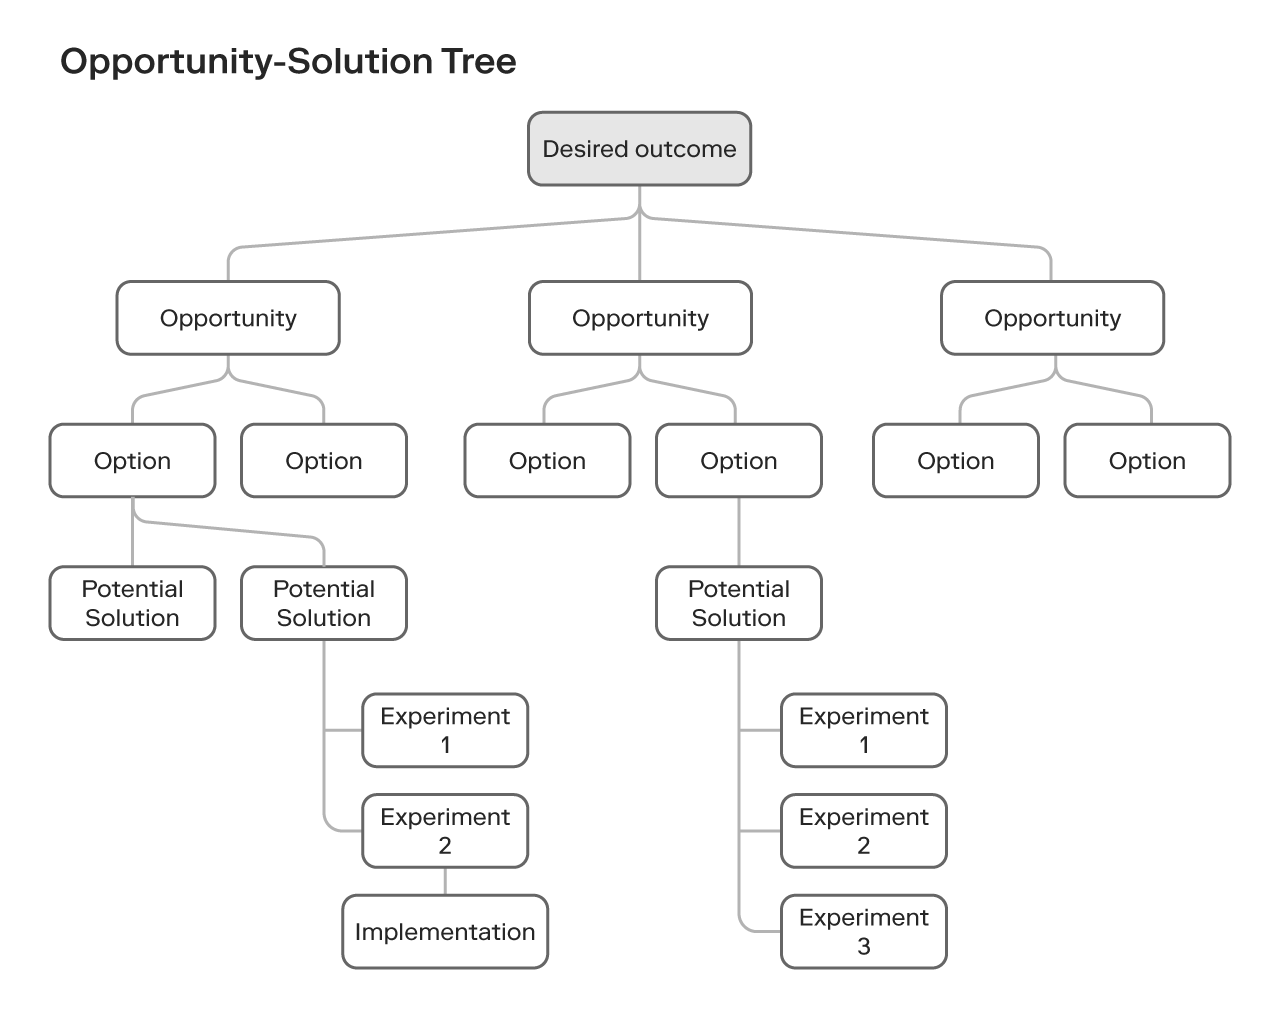 Opportunity-Solution Tree
Desired outcome
Opportunity
Opportunity
Opportunity
Option
Option
Option
Option
Option
Option
Potential
Solution
Potential
Solution
Potential
Solution
Experiment
1
Experiment
1
Experiment
2
Experiment
2
Implementation
Experiment
3